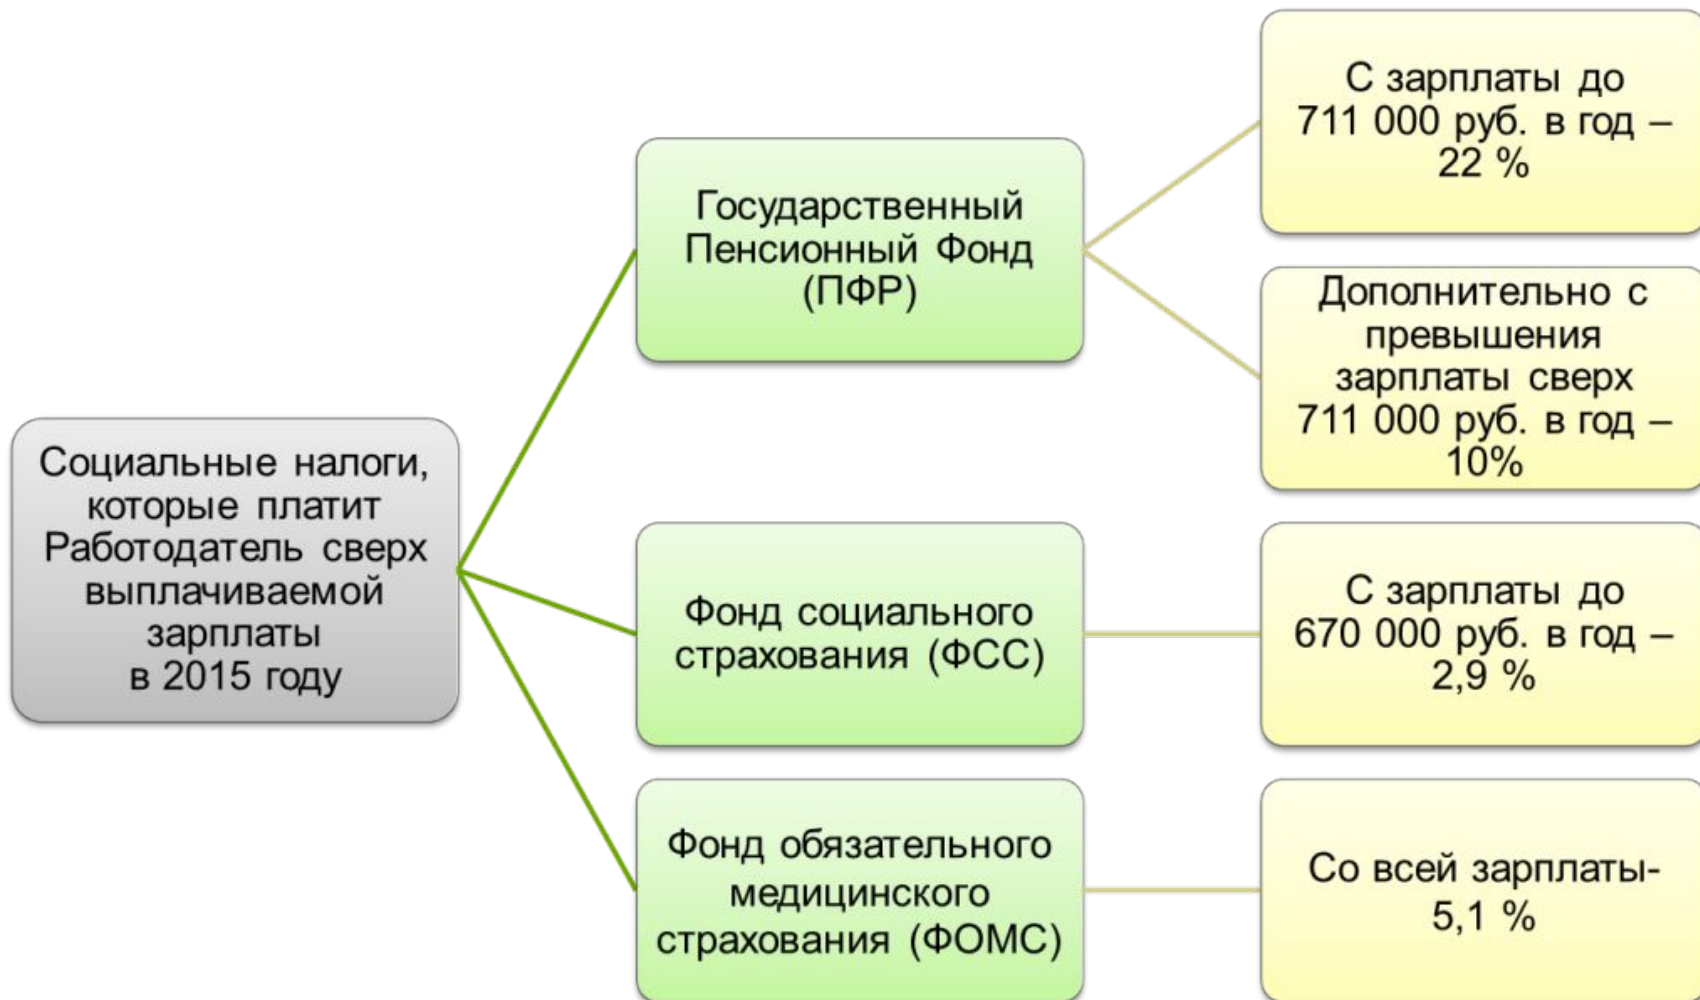 Социальные налоги,
которые платит
Работодатель сверх
выплачиваемой
зарплаты
в 2015 году
Государственный
Пенсионный Фонд
(ПФР)
С зарплаты до
711 000 руб. в год –
22 %
Дополнительно с
превышения
зарплаты сверх
711 000 руб. в год –
10%
Фонд социального
страхования (ФСС)
С зарплаты до
670 000 руб. в год –
2,9 %
Фонд обязательного
медицинского
страхования (ФОМС)
Со всей зарплаты-
5,1 %